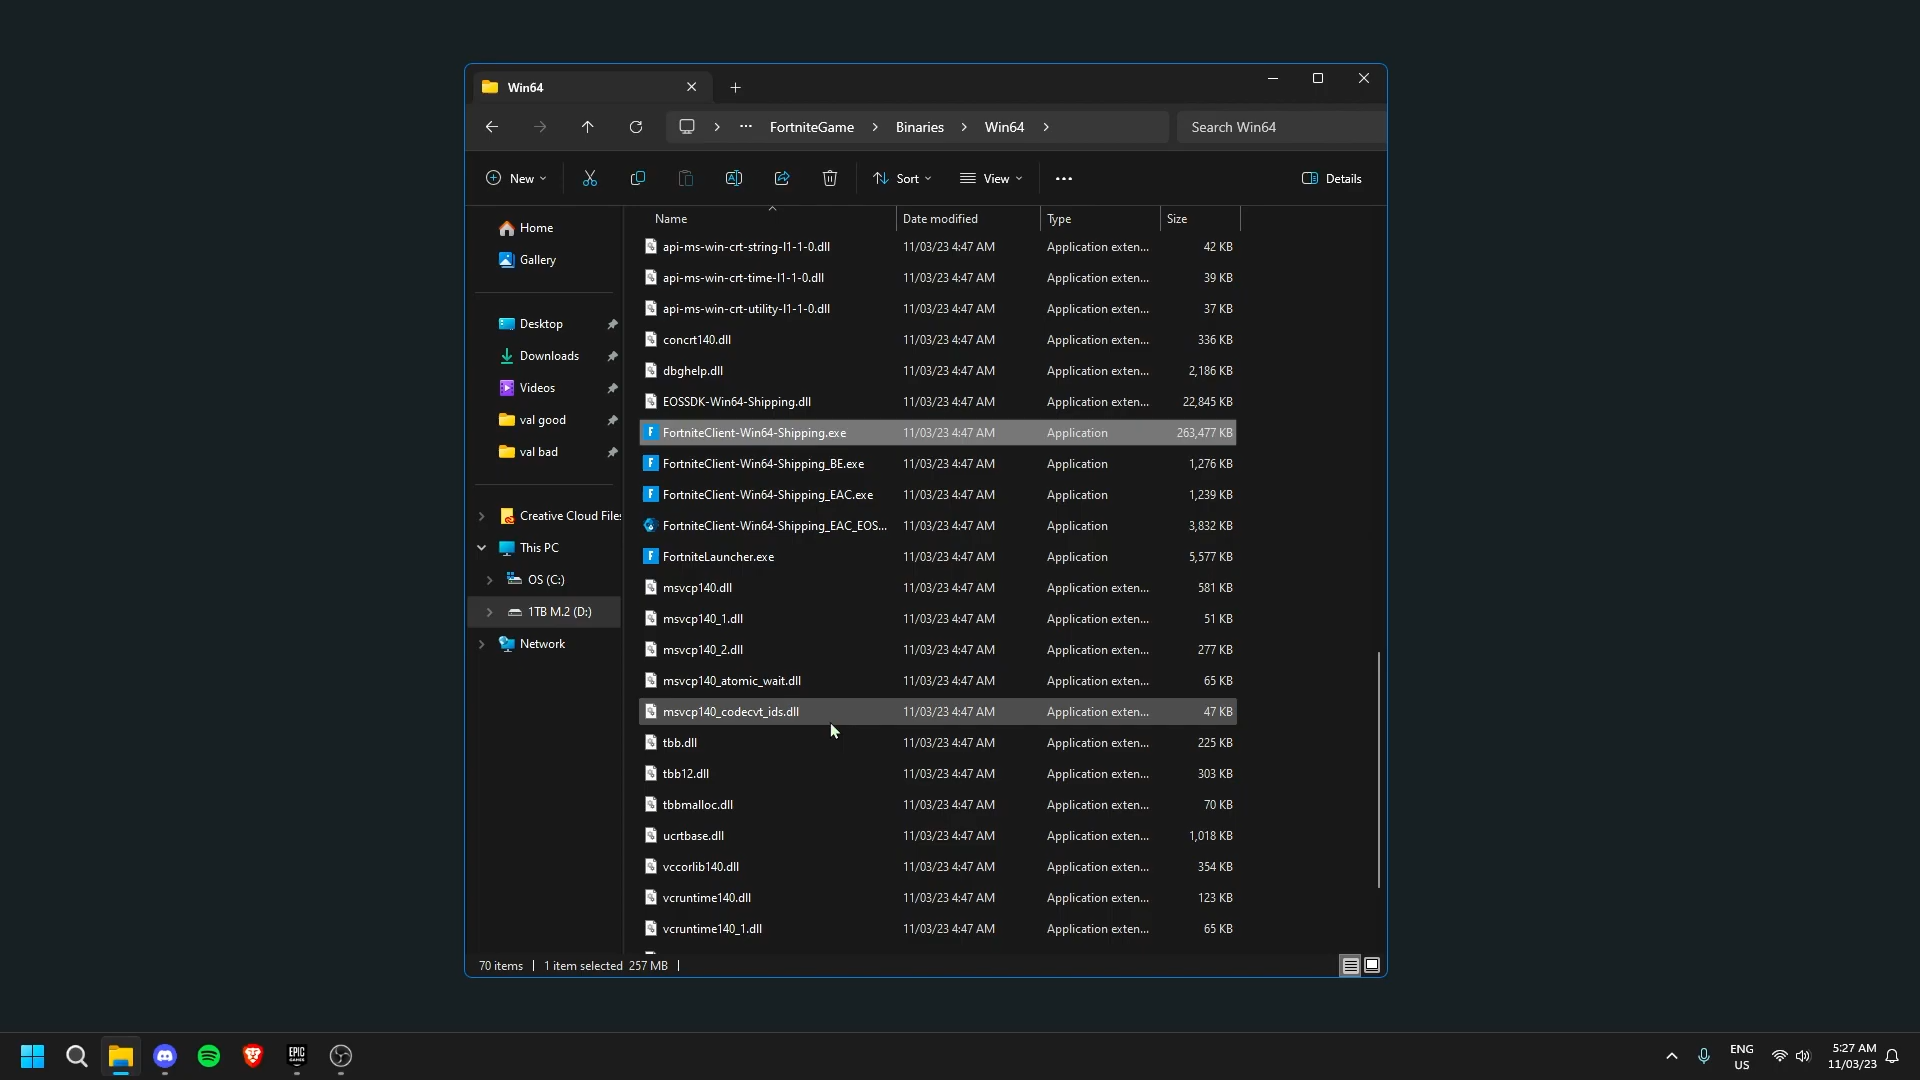 Win64
FortniteGame Binaries Win64
Search Win64
New Sort View Details
Name Date modified Type Size
Home
Gallery
Desktop
Downloads
Videos
val good
val bad
Creative Cloud Files
This PC
OS (C:)
1TB M.2 (D:)
Network
api-ms-win-crt-string-l1-1-0.dll 11/03/23 4:47 AM Application exten... 42 KB
api-ms-win-crt-time-l1-1-0.dll 11/03/23 4:47 AM Application exten... 39 KB
api-ms-win-crt-utility-l1-1-0.dll 11/03/23 4:47 AM Application exten... 37 KB
concrt140.dll 11/03/23 4:47 AM Application exten... 336 KB
dbghelp.dll 11/03/23 4:47 AM Application exten... 2,186 KB
EOSSDK-Win64-Shipping.dll 11/03/23 4:47 AM Application exten... 22,845 KB
FortniteClient-Win64-Shipping.exe 11/03/23 4:47 AM Application 263,477 KB
FortniteClient-Win64-Shipping_BE.exe 11/03/23 4:47 AM Application 1,276 KB
FortniteClient-Win64-Shipping_EAC.exe 11/03/23 4:47 AM Application 1,239 KB
FortniteClient-Win64-Shipping_EAC_EOS... 11/03/23 4:47 AM Application 3,832 KB
FortniteLauncher.exe 11/03/23 4:47 AM Application 5,577 KB
msvcp140.dll 11/03/23 4:47 AM Application exten... 581 KB
msvcp140_1.dll 11/03/23 4:47 AM Application exten... 51 KB
msvcp140_2.dll 11/03/23 4:47 AM Application exten... 277 KB
msvcp140_atomic_wait.dll 11/03/23 4:47 AM Application exten... 65 KB
msvcp140_codecvt_ids.dll 11/03/23 4:47 AM Application exten... 47 KB
tbb.dll 11/03/23 4:47 AM Application exten... 225 KB
tbb12.dll 11/03/23 4:47 AM Application exten... 303 KB
tbbmalloc.dll 11/03/23 4:47 AM Application exten... 70 KB
ucrtbase.dll 11/03/23 4:47 AM Application exten... 1,018 KB
vccorlib140.dll 11/03/23 4:47 AM Application exten... 354 KB
vcruntime140.dll 11/03/23 4:47 AM Application exten... 123 KB
vcruntime140_1.dll 11/03/23 4:47 AM Application exten... 65 KB
70 items 1 item selected 257 MB
EPIC
GAMES
ENG
US
5:27 AM
11/03/23